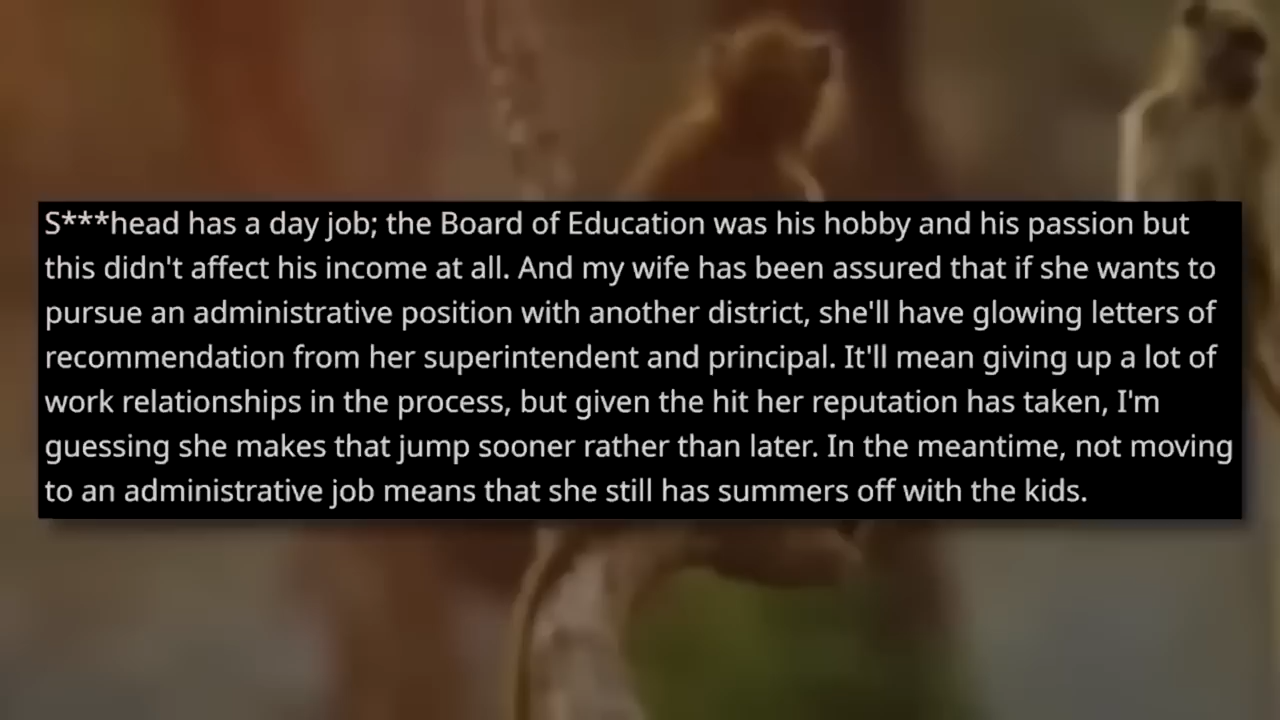 S***head has a day job; the Board of Education was his hobby and his passion but
this didn't affect his income at all. And my wife has been assured that if she wants to
pursue an administrative position with another district, she'll have glowing letters of
recommendation from her superintendent and principal. It'll mean giving up a lot of
work relationships in the process, but given the hit her reputation has taken, I'm
guessing she makes that jump sooner rather than later. In the meantime, not moving
to an administrative job means that she still has summers off with the kids.